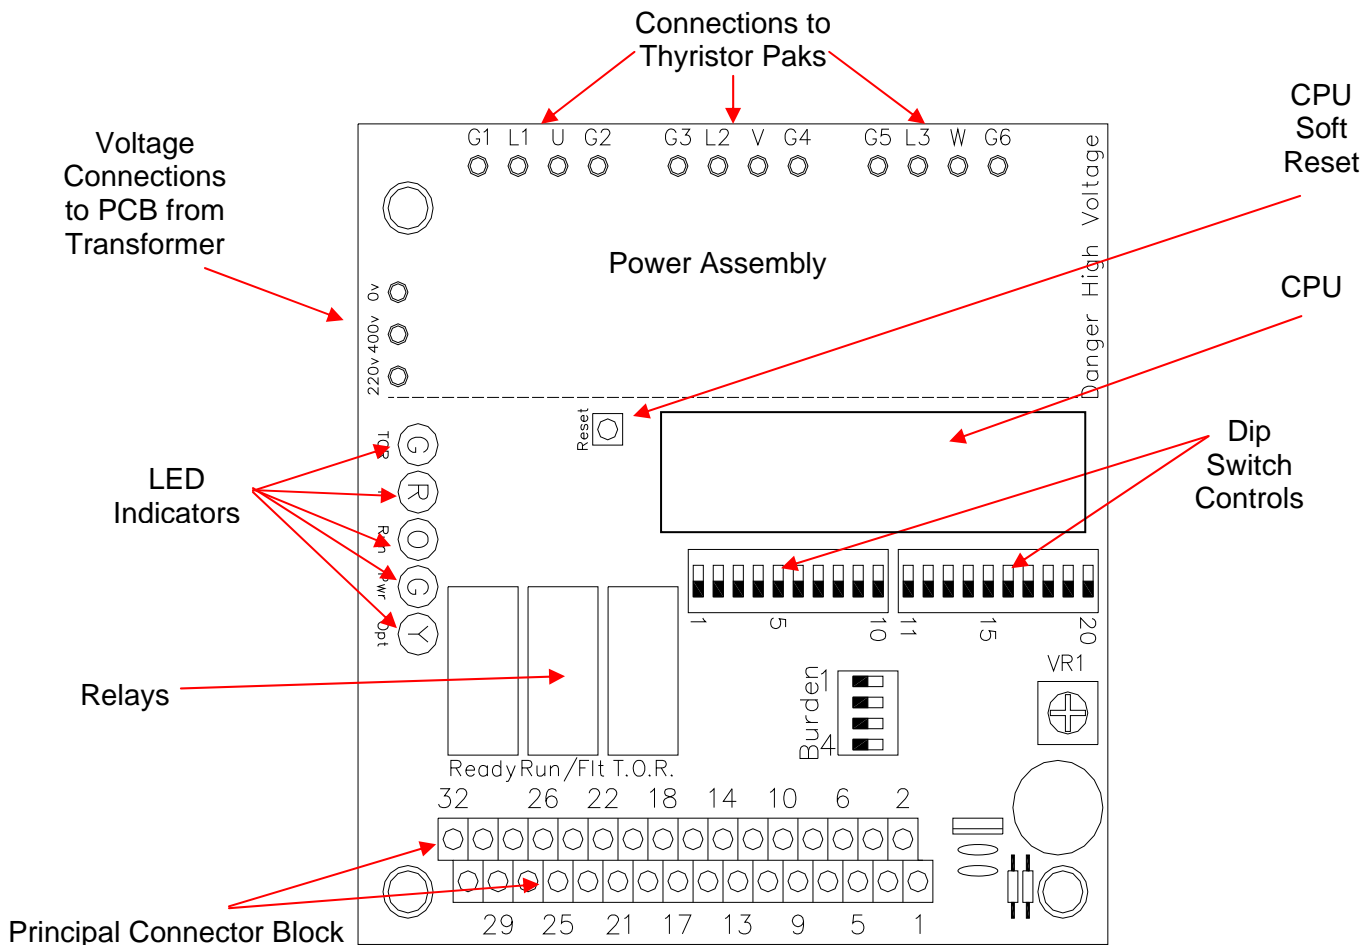 Connections to
Thyristor Paks
CPU
Soft
Reset
Voltage
Connections
to PCB from
Transformer
G1 L1 U G2 G3 L2 V G4 G5 L3 W G6
Danger High Voltage
Power Assembly
CPU
0v
400v
220v
Reset
LED
Indicators
TOR
G
R
O
Pwr
G
Opt
Y
Dip
Switch
Controls
1 5 10 11 15 20
Relays
Burden
1
4
VR1
Ready Run/Flt T.O.R.
32 26 22 18 14 10 6 2
29 25 21 17 13 9 5 1
Principal Connector Block